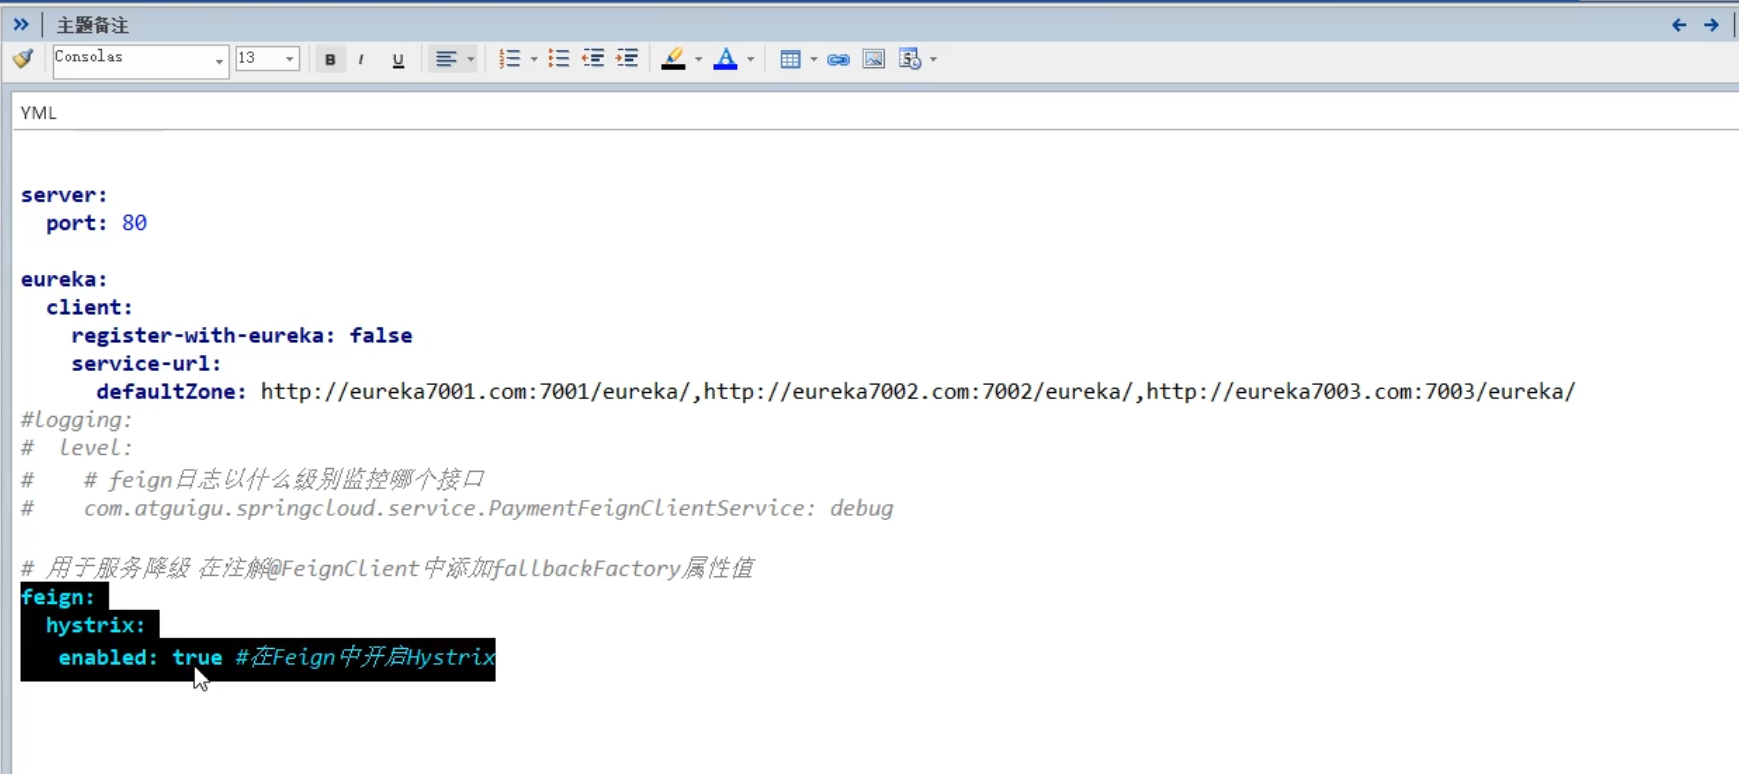 主题备注
Consolas 13 B I U
YML
server:
  port: 80
eureka:
  client:
    register-with-eureka: false
    service-url:
      defaultZone: http://eureka7001.com:7001/eureka/,http://eureka7002.com:7002/eureka/,http://eureka7003.com:7003/eureka/
#logging:
#  level:
#    # feign日志以什么级别监控哪个接口
#    com.atguigu.springcloud.service.PaymentFeignClientService: debug
# 用于服务降级 在注解@FeignClient中添加fallbackFactory属性值
feign:
  hystrix:
   enabled: true #在Feign中开启Hystrix